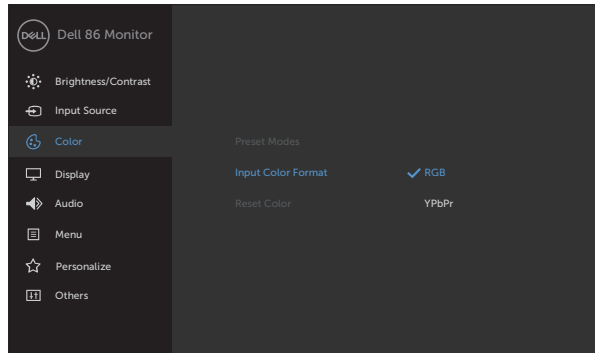 DELL Dell 86 Monitor
Brightness/Contrast
Input Source
Color
Display
Audio
Menu
Personalize
Others
Preset Modes
Input Color Format RGB
Reset Color YPbPr